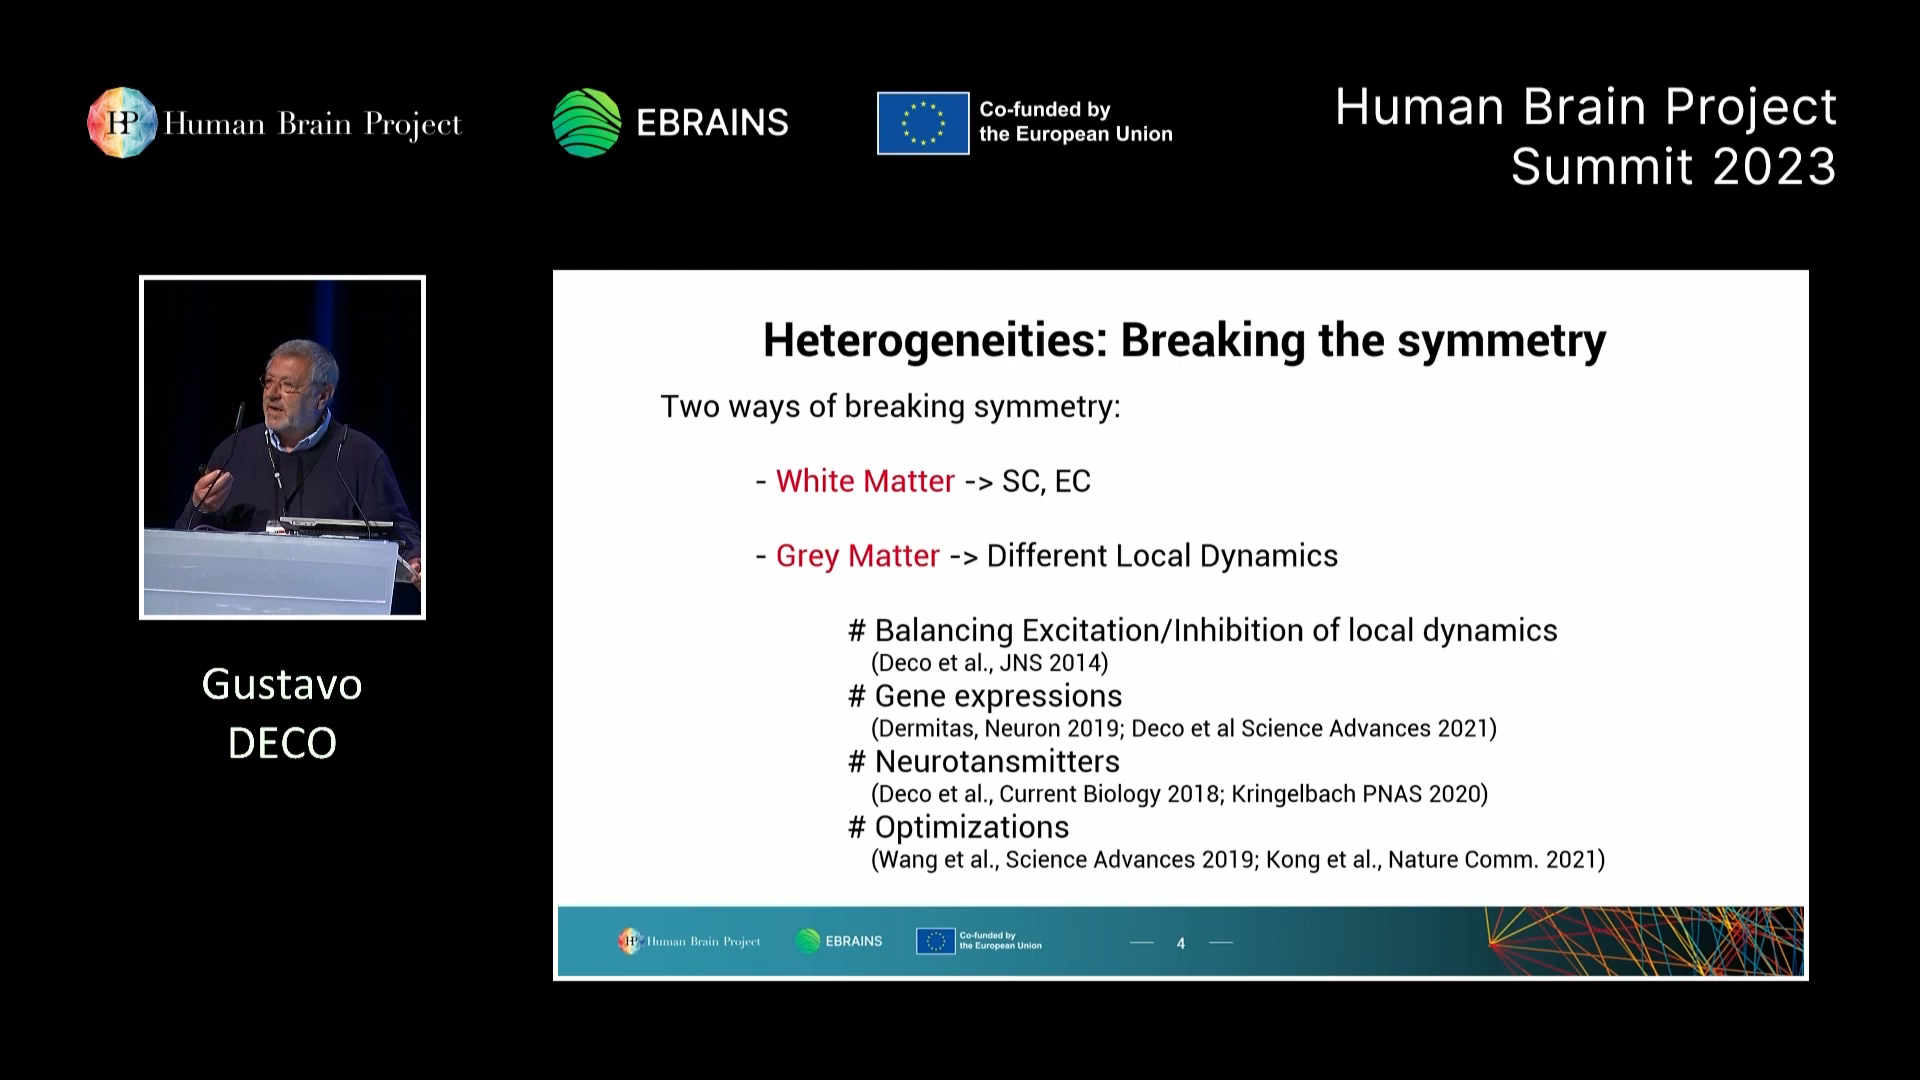 HP Human Brain Project
EBRAINS
Co-funded by
the European Union
Human Brain Project
Summit 2023
Gustavo
DECO
Heterogeneities: Breaking the symmetry
Two ways of breaking symmetry:
- White Matter -> SC, EC
- Grey Matter -> Different Local Dynamics
# Balancing Excitation/Inhibition of local dynamics
(Deco et al., JNS 2014)
# Gene expressions
(Dermitas, Neuron 2019; Deco et al Science Advances 2021)
# Neurotansmitters
(Deco et al., Current Biology 2018; Kringelbach PNAS 2020)
# Optimizations
(Wang et al., Science Advances 2019; Kong et al., Nature Comm. 2021)
HP Human Brain Project
EBRAINS
Co-funded by
the European Union
4